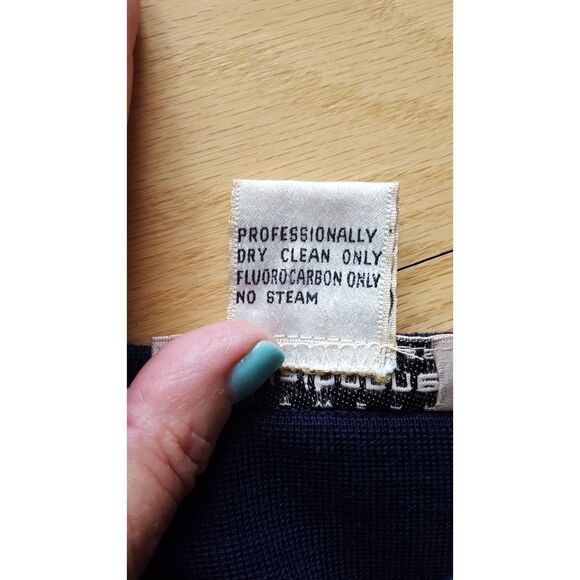 PROFESSIONALLY
DRY CLEAN ONLY
FLUOROCARBON ONLY
NO STEAM